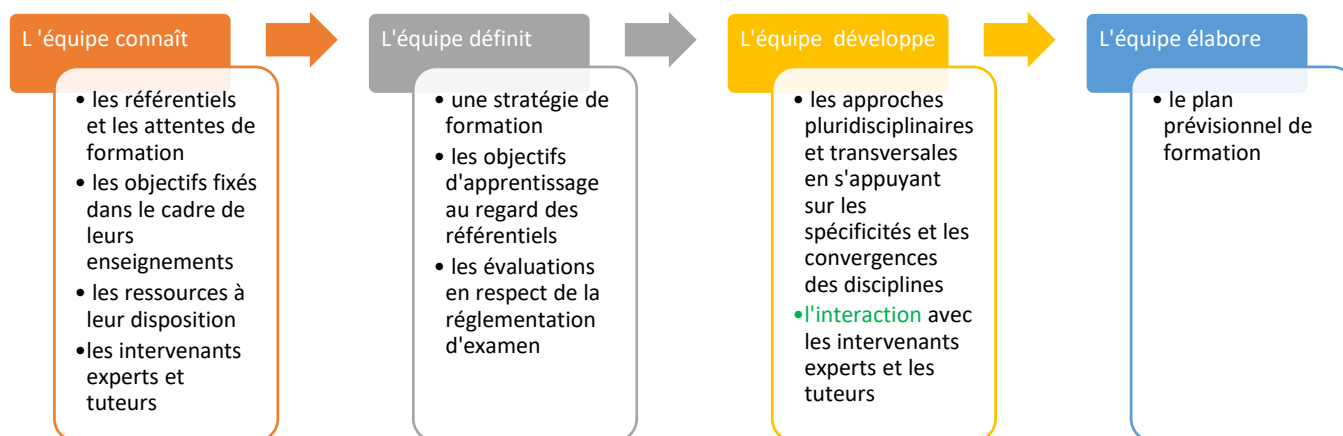 L 'équipe connaît
• les référentiels
et les attentes de
formation
• les objectifs fixés
dans le cadre de
leurs
enseignements
• les ressources à
leur disposition
•les intervenants
experts et
tuteurs
L'équipe définit
• une stratégie de
formation
• les objectifs
d'apprentissage
au regard des
référentiels
• les évaluations
en respect de la
réglementation
d'examen
L'équipe  développe
• les approches
pluridisciplinaires
et transversales
en s'appuyant
sur les
spécificités et les
convergences
des disciplines
•l'interaction avec
les intervenants
experts et les
tuteurs
L'équipe élabore
• le plan
prévisionnel de
formation